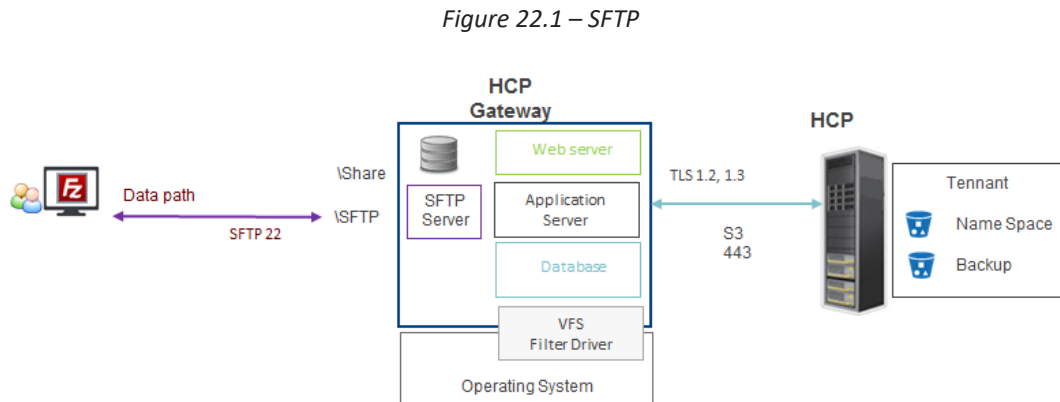 Figure 22.1 – SFTP
HCP
Gateway
HCP
Fz
Data path
SFTP 22
\Share
\SFTP
SFTP
Server
Web server
Application
Server
Database
VFS
Filter Driver
Operating System
TLS 1.2, 1.3
S3
443
Tennant
Name Space
Backup